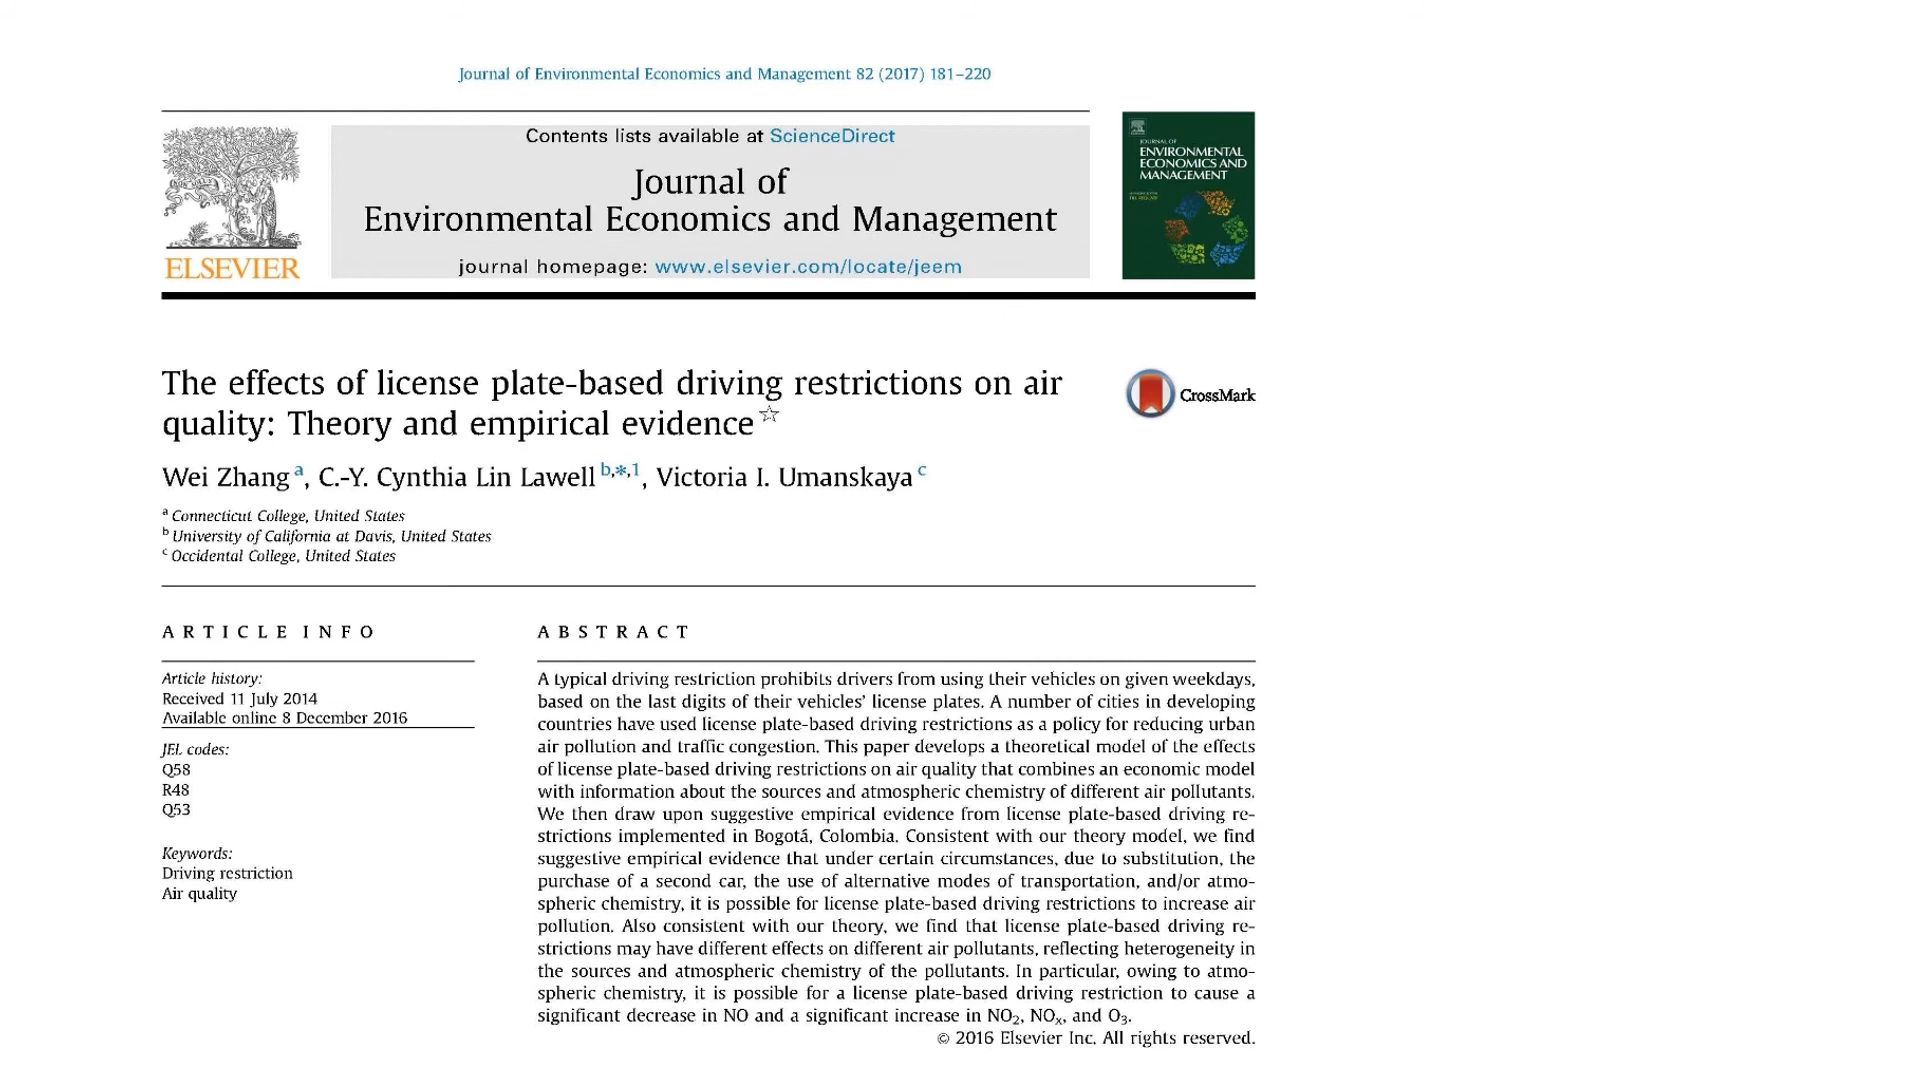 Journal of Environmental Economics and Management 82 (2017) 181–220
Contents lists available at ScienceDirect
Journal of
Environmental Economics and Management
journal homepage: www.elsevier.com/locate/jeem
ELSEVIER
JOURNAL OF
ENVIRONMENTAL
ECONOMICS AND
MANAGEMENT
The effects of license plate-based driving restrictions on air
quality: Theory and empirical evidence☆
CrossMark
Wei Zhang a, C.-Y. Cynthia Lin Lawell b,*,1, Victoria I. Umanskaya c
a Connecticut College, United States
b University of California at Davis, United States
c Occidental College, United States
ARTICLE INFO
Article history:
Received 11 July 2014
Available online 8 December 2016
JEL codes:
Q58
R48
Q53
Keywords:
Driving restriction
Air quality
ABSTRACT
A typical driving restriction prohibits drivers from using their vehicles on given weekdays,
based on the last digits of their vehicles' license plates. A number of cities in developing
countries have used license plate-based driving restrictions as a policy for reducing urban
air pollution and traffic congestion. This paper develops a theoretical model of the effects
of license plate-based driving restrictions on air quality that combines an economic model
with information about the sources and atmospheric chemistry of different air pollutants.
We then draw upon suggestive empirical evidence from license plate-based driving re-
strictions implemented in Bogotá, Colombia. Consistent with our theory model, we find
suggestive empirical evidence that under certain circumstances, due to substitution, the
purchase of a second car, the use of alternative modes of transportation, and/or atmo-
spheric chemistry, it is possible for license plate-based driving restrictions to increase air
pollution. Also consistent with our theory, we find that license plate-based driving re-
strictions may have different effects on different air pollutants, reflecting heterogeneity in
the sources and atmospheric chemistry of the pollutants. In particular, owing to atmo-
spheric chemistry, it is possible for a license plate-based driving restriction to cause a
significant decrease in NO and a significant increase in NO2, NOx, and O3.
© 2016 Elsevier Inc. All rights reserved.